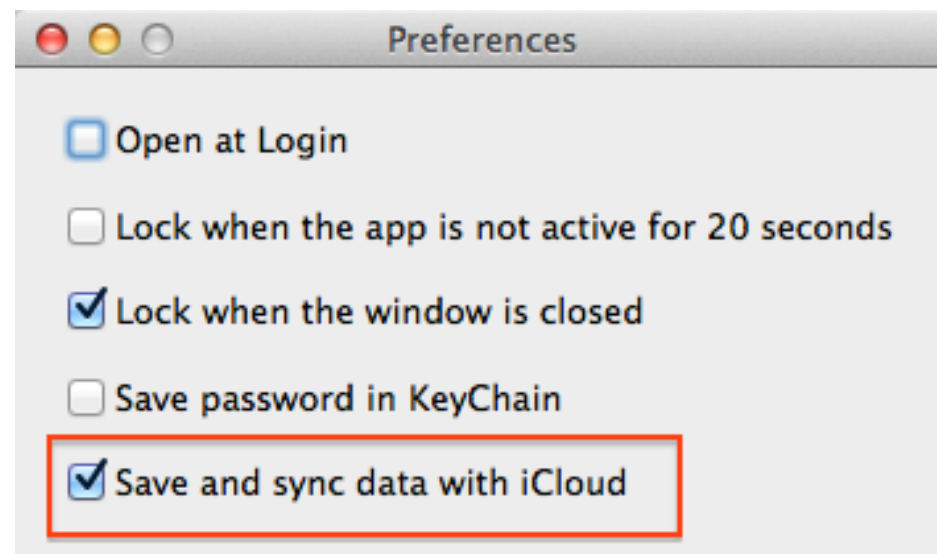 Preferences
Open at Login
Lock when the app is not active for 20 seconds
Lock when the window is closed
Save password in KeyChain
Save and sync data with iCloud